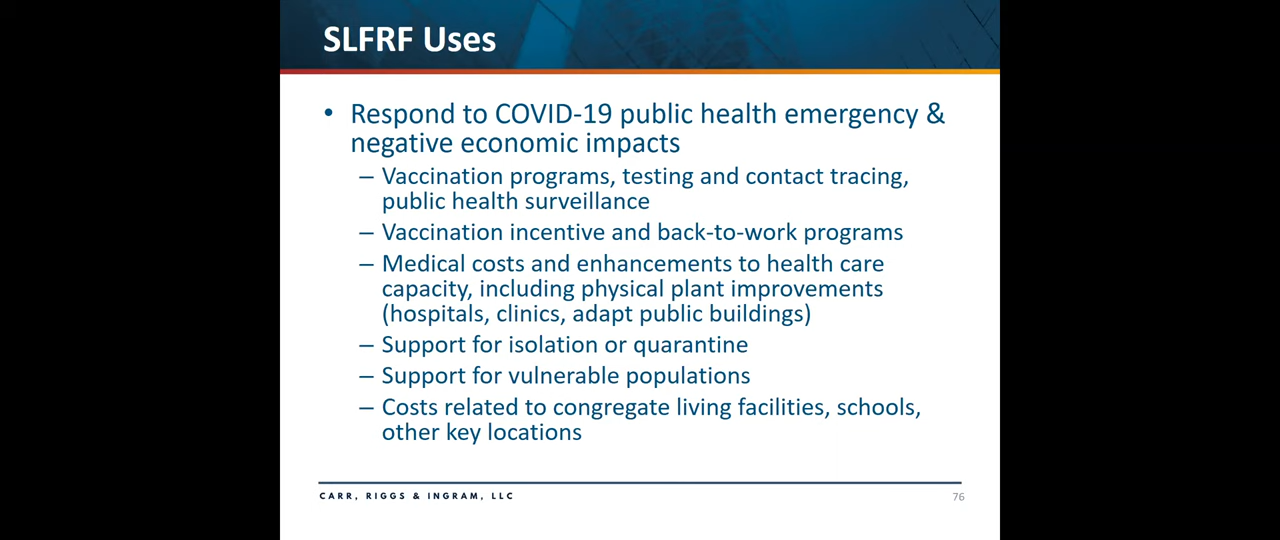 SLFRF Uses
• Respond to COVID-19 public health emergency &
negative economic impacts
– Vaccination programs, testing and contact tracing,
public health surveillance
– Vaccination incentive and back-to-work programs
– Medical costs and enhancements to health care
capacity, including physical plant improvements
(hospitals, clinics, adapt public buildings)
– Support for isolation or quarantine
– Support for vulnerable populations
– Costs related to congregate living facilities, schools,
other key locations
CARR, RIGGS & INGRAM, LLC
76